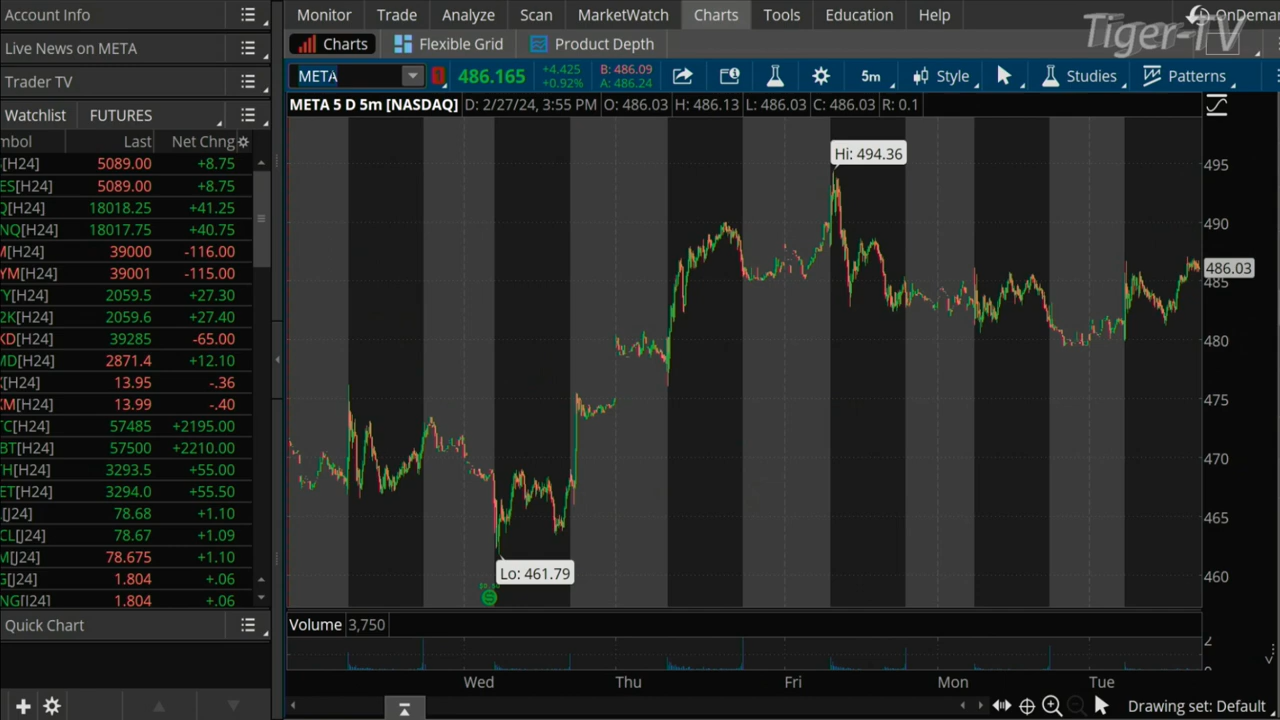 Account Info
Live News on META
Trader TV
Watchlist FUTURES
mbol Last Net Chng
[H24] 5089.00 +8.75
ES[H24] 5089.00 +8.75
Q[H24] 18018.25 +41.25
NQ[H24] 18017.75 +40.75
M[H24] 39000 -116.00
YM[H24] 39001 -115.00
Y[H24] 2059.5 +27.30
2K[H24] 2059.6 +27.40
KD[H24] 39285 -65.00
MD[H24] 2871.4 +12.10
[H24] 13.95 -.36
XM[H24] 13.99 -.40
TC[H24] 57485 +2195.00
BT[H24] 57500 +2210.00
H[H24] 3293.5 +55.00
ET[H24] 3294.0 +55.50
[J24] 78.68 +1.10
CL[J24] 78.67 +1.09
M[J24] 78.675 +1.10
G[J24] 1.804 +.06
NG[J24] 1.804 +.06
Quick Chart
Monitor Trade Analyze Scan MarketWatch Charts Tools Education Help OnDema
Tiger-TV
Charts Flexible Grid Product Depth
META 1 486.165 +4.425 +0.92% B: 486.09 A: 486.24 5m Style Studies Patterns
META 5 D 5m [NASDAQ] D: 2/27/24, 3:55 PM O: 486.03 H: 486.13 L: 486.03 C: 486.03 R: 0.1
Hi: 494.36
495
490
486.03
485
480
475
470
465
Lo: 461.79
460
Volume 3,750
2
0
Wed Thu Fri Mon Tue
Drawing set: Default